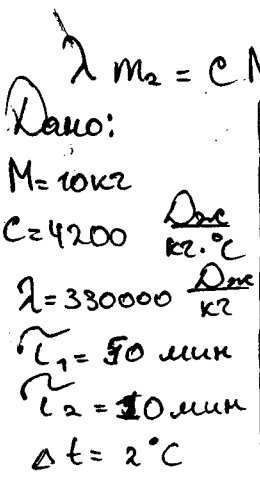 λ m₂ = C M
Дано:
M = 10 кг
C = 4200 Дж/кг·°C
λ = 330000 Дж/кг
τ₁ = 50 мин
τ₂ = 10 мин
Δt = 2 °C